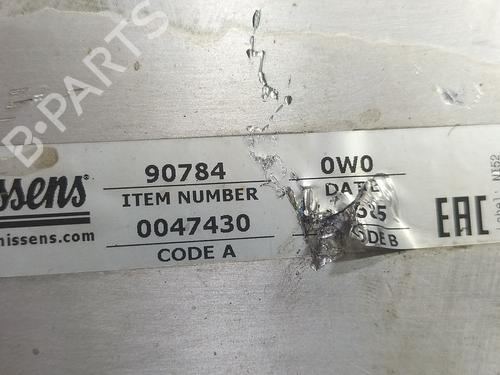 B-PARTS
ssens®
nissens.com
90784
ITEM NUMBER
0047430
CODE A
0W0
DATE
EAC